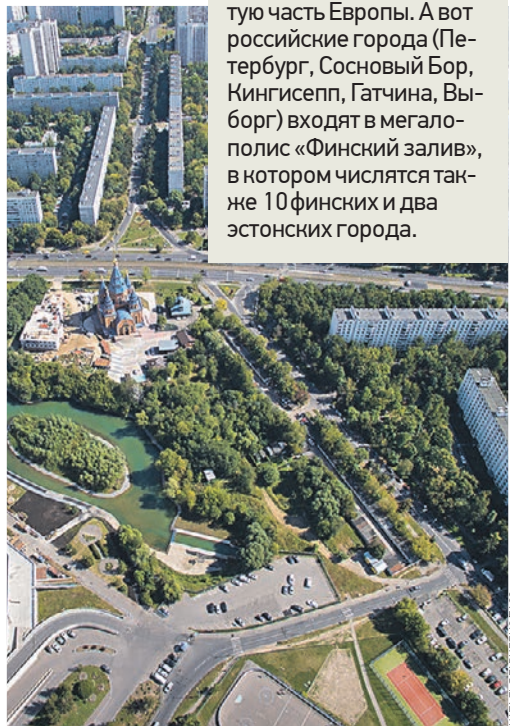 тую часть Европы. А вот
российские города (Пе-
тербург, Сосновый Бор,
Кингисепп, Гатчина, Вы-
борг) входят в мегало-
полис «Финский залив»,
в котором числятся так-
же 10 финских и два
эстонских города.